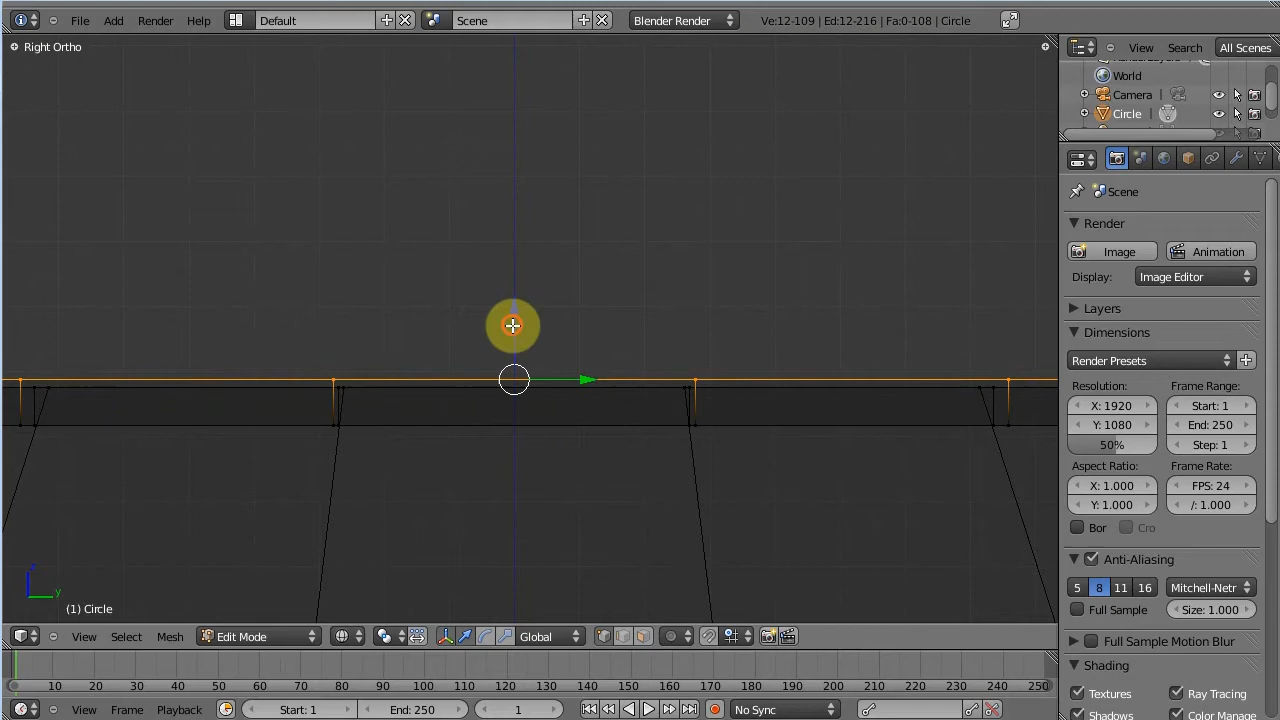 File Add Render Help Default Scene Blender Render Ve:12-109 | Ed:12-216 | Fa:0-108 | Circle
Right Ortho
View Search All Scenes
World
Camera
Circle
Scene
Render
Image Animation
Display: Image Editor
Layers
Dimensions
Render Presets
Resolution: Frame Range:
X: 1920 Start: 1
Y: 1080 End: 250
50% Step: 1
Aspect Ratio: Frame Rate:
X: 1.000 FPS: 24
Y: 1.000 /: 1.000
Bor Cro
Anti-Aliasing
5 8 11 16 Mitchell-Netr
Full Sample Size: 1.000
Full Sample Motion Blur
Shading
Textures Ray Tracing
Shadows Color Manage
z
y
(1) Circle
View Select Mesh Edit Mode Global
10 20 30 40 50 60 70 80 90 100 110 120 130 140 150 160 170 180 190 200 210 220 230 240 250
View Frame Playback Start: 1 End: 250 1 No Sync